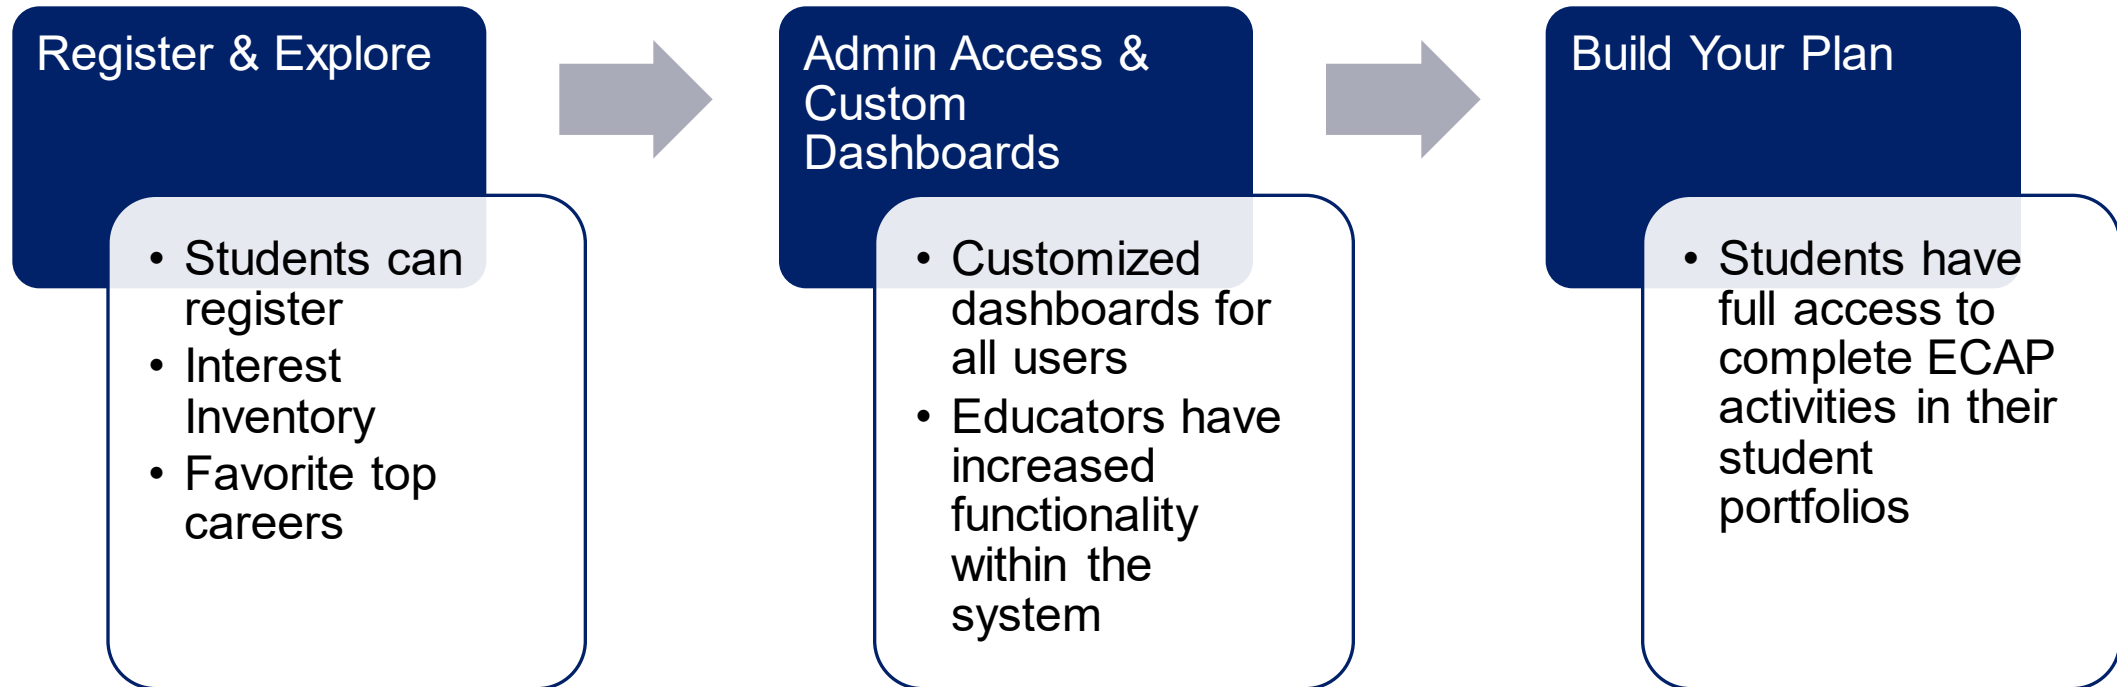 Register & Explore
• Students can
register
• Interest
Inventory
• Favorite top
careers
Admin Access &
Custom
Dashboards
• Customized
dashboards for
all users
• Educators have
increased
functionality
within the
system
Build Your Plan
• Students have
full access to
complete ECAP
activities in their
student
portfolios